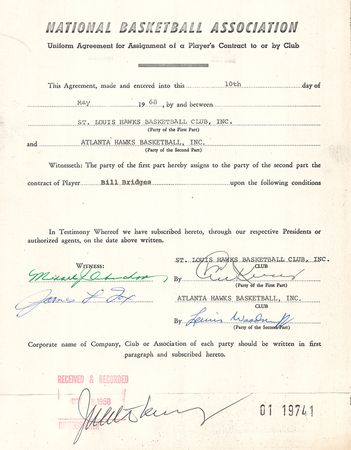 NATIONAL BASKETBALL ASSOCIATION
Uniform Agreement for Assignment of a Player's Contract to or by Club
This Agreement, made and entered into this 10th day of
May 1968, by and between
ST. LOUIS HAWKS BASKETBALL CLUB, INC.
(Party of the First Part)
and ATLANTA HAWKS BASKETBALL, INC.
(Party of the Second Part)
Witnesseth: The party of the first part hereby assigns to the party of the second part the
contract of Player Bill Bridges upon the following conditions
In Testimony Whereof we have subscribed hereto, through our respective Presidents or
authorized agents, on the date above written.
ST. LOUIS HAWKS BASKETBALL CLUB, INC.
WITNESS: CLUB
By
(Party of the First Part)
James L Fox ATLANTA HAWKS BASKETBALL, INC.
CLUB
By
(Party of the Second Part)
Corporate name of Company, Club or Association of each party should be written in first
paragraph and subscribed hereto.
RECEIVED & RECORDED
1968
01 19741